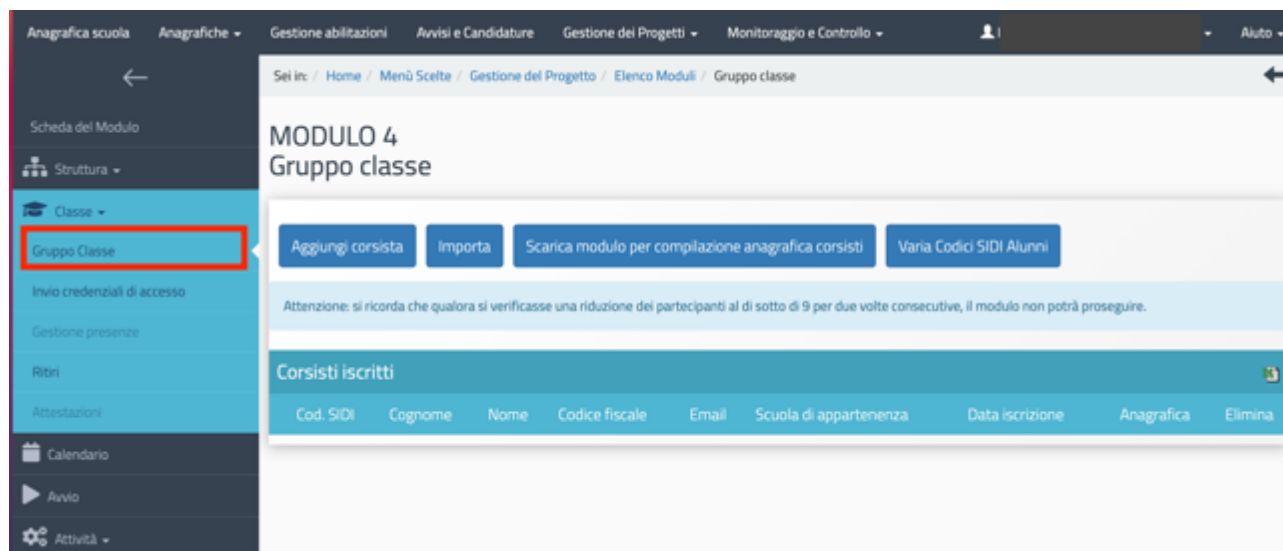 Anagrafica scuola Anagrafiche Gestione abilitazioni Avvisi e Candidature Gestione dei Progetti Monitoraggio e Controllo Aiuto
Sei in: / Home / Menù Scelte / Gestione del Progetto / Elenco Moduli / Gruppo classe
Scheda del Modulo
Struttura
Classe
Gruppo Classe
Invio credenziali di accesso
Gestione presenze
Ritiri
Attestazioni
Calendario
Avvio
Attività
MODULO 4
Gruppo classe
Aggiungi corsista Importa Scarica modulo per compilazione anagrafica corsisti Varia Codici SIDI Alunni
Attenzione: si ricorda che qualora si verificasse una riduzione dei partecipanti al di sotto di 9 per due volte consecutive, il modulo non potrà proseguire.
Corsisti iscritti
Cod. SIDI Cognome Nome Codice fiscale Email Scuola di appartenenza Data iscrizione Anagrafica Elimina